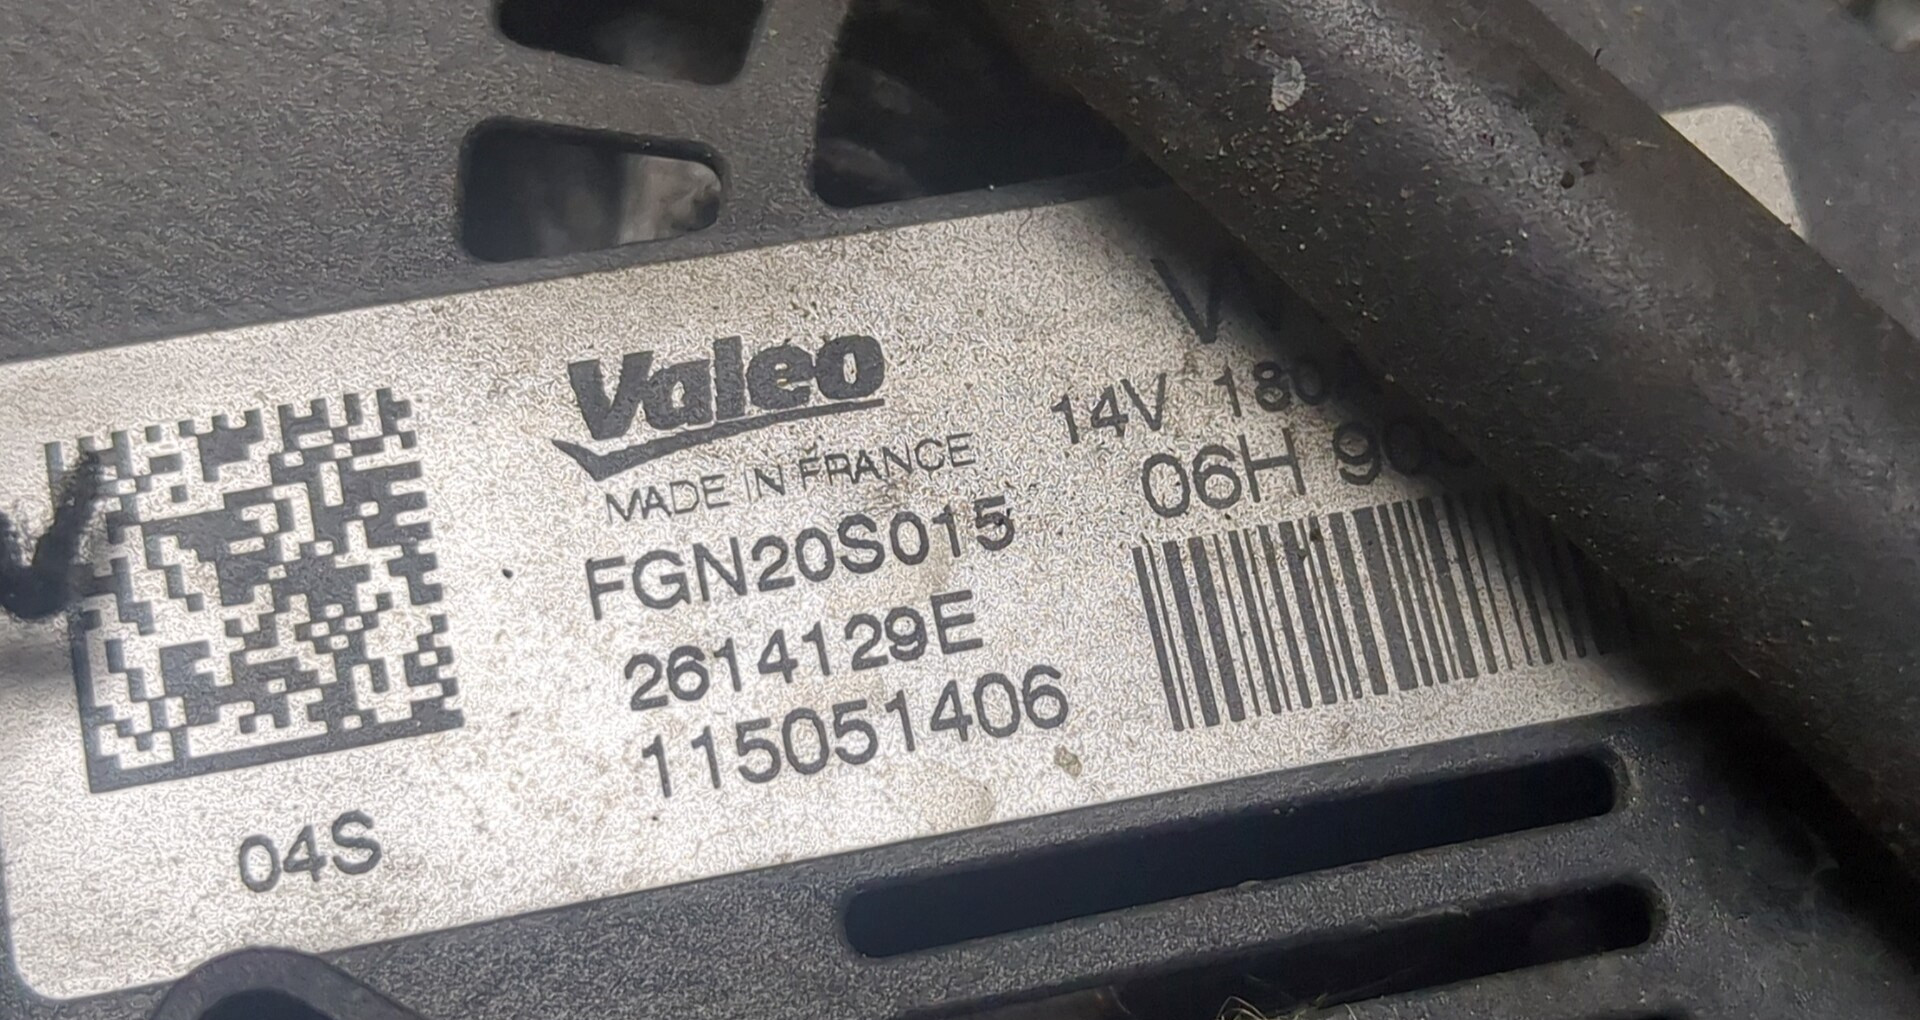 Valeo
MADE IN FRANCE
FGN20S015
2614129E
115051406
04S
14V
06H